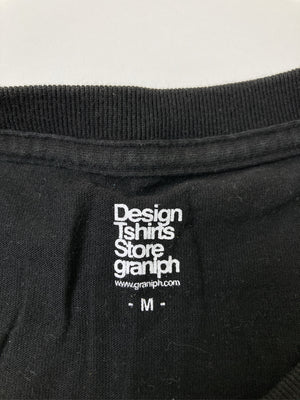 Design
Tshirts
Store
graniph
www.graniph.com
- M -